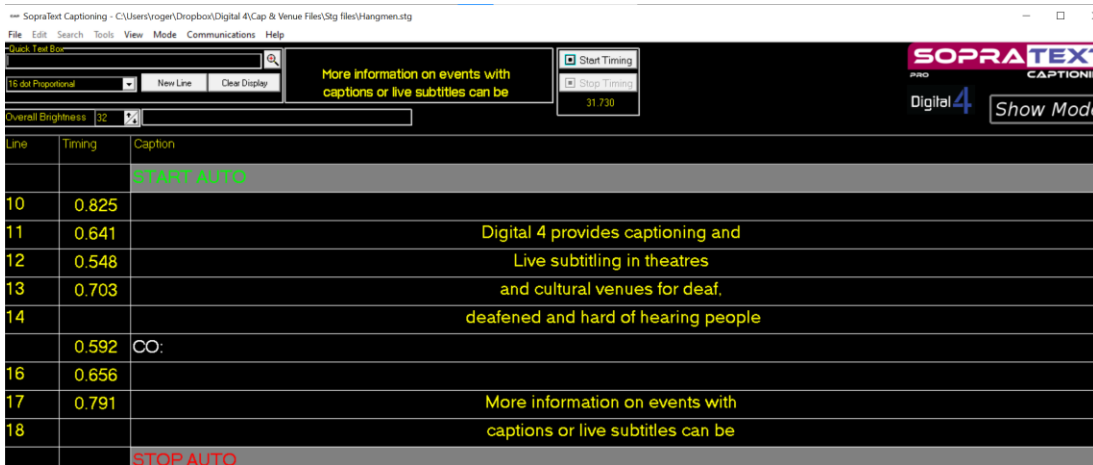 SopraText Captioning - C:\Users\roger\Dropbox\Digital 4\Cap & Venue Files\Stg files\Hangmen.stg
File Edit Search Tools View Mode Communications Help
Quick Text Box
16 dot Proportional New Line Clear Display
More information on events with
captions or live subtitles can be
Start Timing
Stop Timing
31.730
SOPRATEXT
PRO CAPTIONI
Digital 4 Show Mod
Overall Brightness 32
Line Timing Caption
START AUTO
10 0.825
11 0.641 Digital 4 provides captioning and
12 0.548 Live subtitling in theatres
13 0.703 and cultural venues for deaf,
14 deafened and hard of hearing people
0.592 CO:
16 0.656
17 0.791 More information on events with
18 captions or live subtitles can be
STOP AUTO